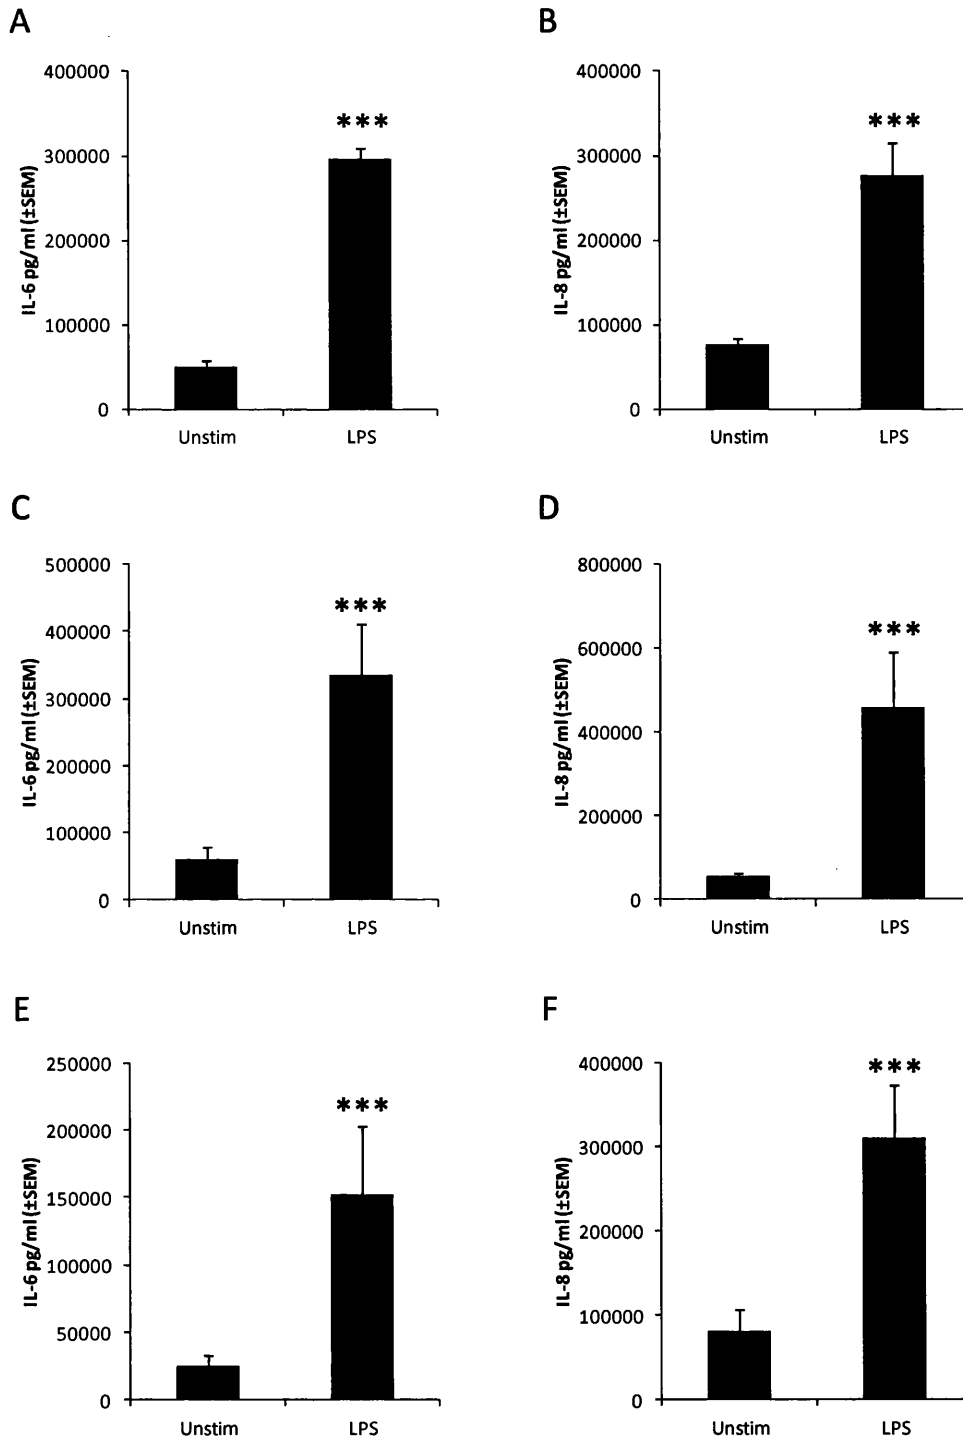 A
IL-6 pg/ml (±SEM)
400000
300000
200000
100000
0
***
Unstim
LPS
B
IL-8 pg/ml (±SEM)
400000
300000
200000
100000
0
***
Unstim
LPS
C
IL-6 pg/ml (±SEM)
500000
400000
300000
200000
100000
0
***
Unstim
LPS
D
IL-8 pg/ml (±SEM)
800000
600000
400000
200000
0
***
Unstim
LPS
E
IL-6 pg/ml (±SEM)
250000
200000
150000
100000
50000
0
***
Unstim
LPS
F
IL-8 pg/ml (±SEM)
400000
300000
200000
100000
0
***
Unstim
LPS